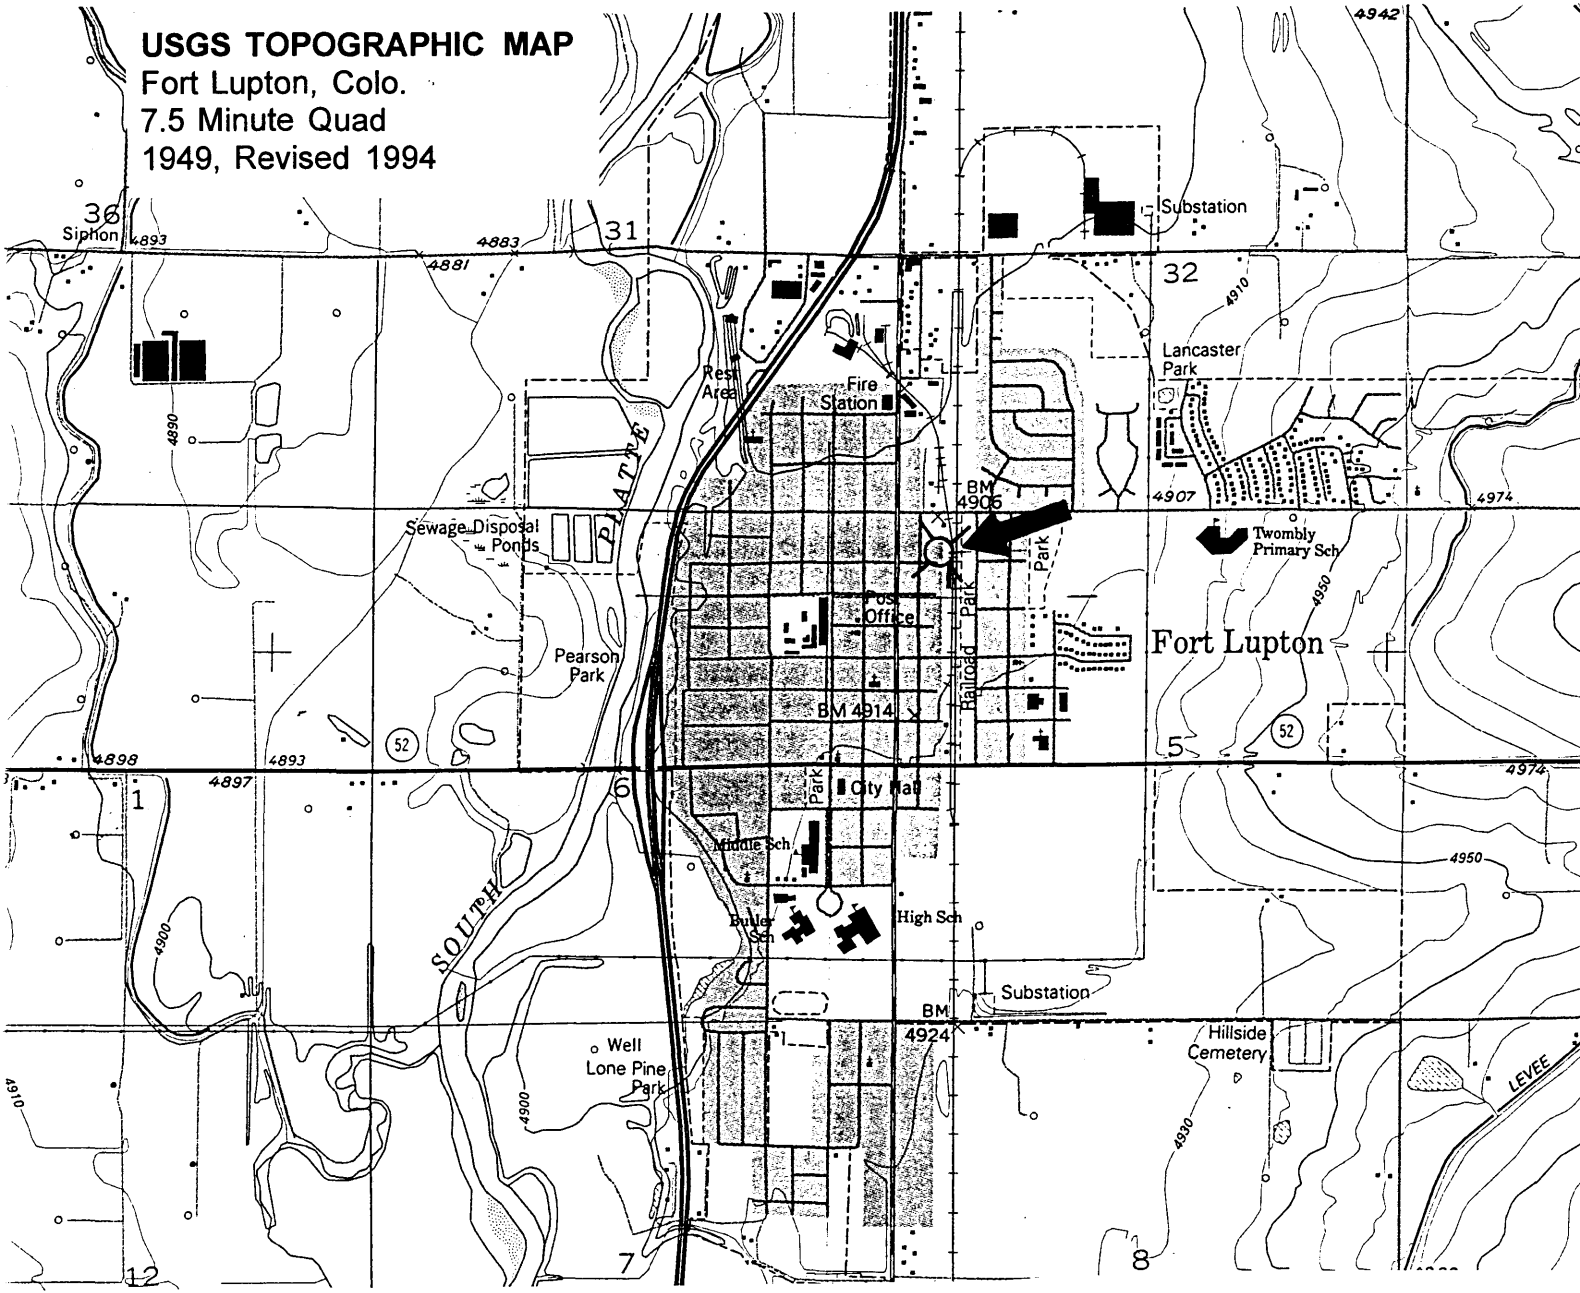 USGS TOPOGRAPHIC MAP
Fort Lupton, Colo.
7.5 Minute Quad
1949, Revised 1994
4942
36
Siphon
4893
4883
4881
31
Substation
32
4910
Lancaster
Park
Rest
Area
Fire
Station
4890
PLATTE
BM
4906
4907
4974
Sewage Disposal
Ponds
Twombly
Primary Sch
Park
4950
Post
Office
Fort Lupton
Pearson
Park
Railroad Park
BM 4914
52
5
52
4898
4893
4897
4974
1
6
Park
City Hall
Middle Sch
4950
SOUTH
Butler
Sch
High Sch
4900
Substation
BM
4924
Hillside
Cemetery
Well
Lone Pine
Park
LEVEE
4910
4900
4930
12
7
8